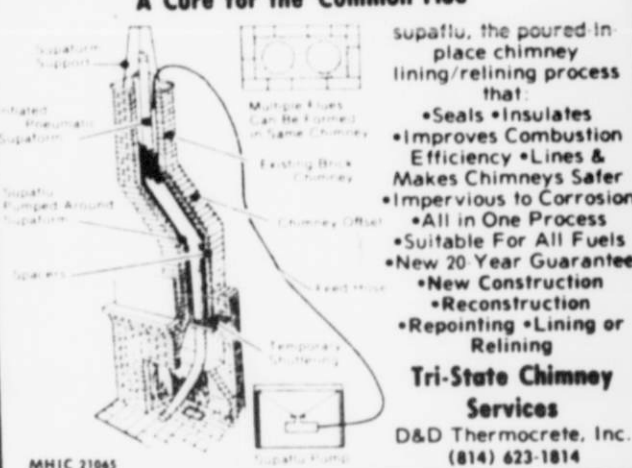 A Cure for the Common Flue
supaflu, the poured-in-
place chimney
lining/relining process
that:
•Seals •Insulates
•Improves Combustion
Efficiency •Lines &
Makes Chimneys Safer
•Impervious to Corrosion
•All in One Process
•Suitable For All Fuels
•New 20-Year Guarantee
•New Construction
•Reconstruction
•Repointing •Lining or
Relining
Tri-State Chimney
Services
D&D Thermocrete, Inc.
(814) 623-1814
Supaform
Support
Multiple Flues
Can Be Formed
in Same Chimney
Pneumatic
Supaform
Existing Brick
Chimney
Supaflu
Pumped Around
Supaform
Chimney Offset
Spacers
Feed Hose
Temporary
Shuttering
Supaflu Pump
MHIC 21065